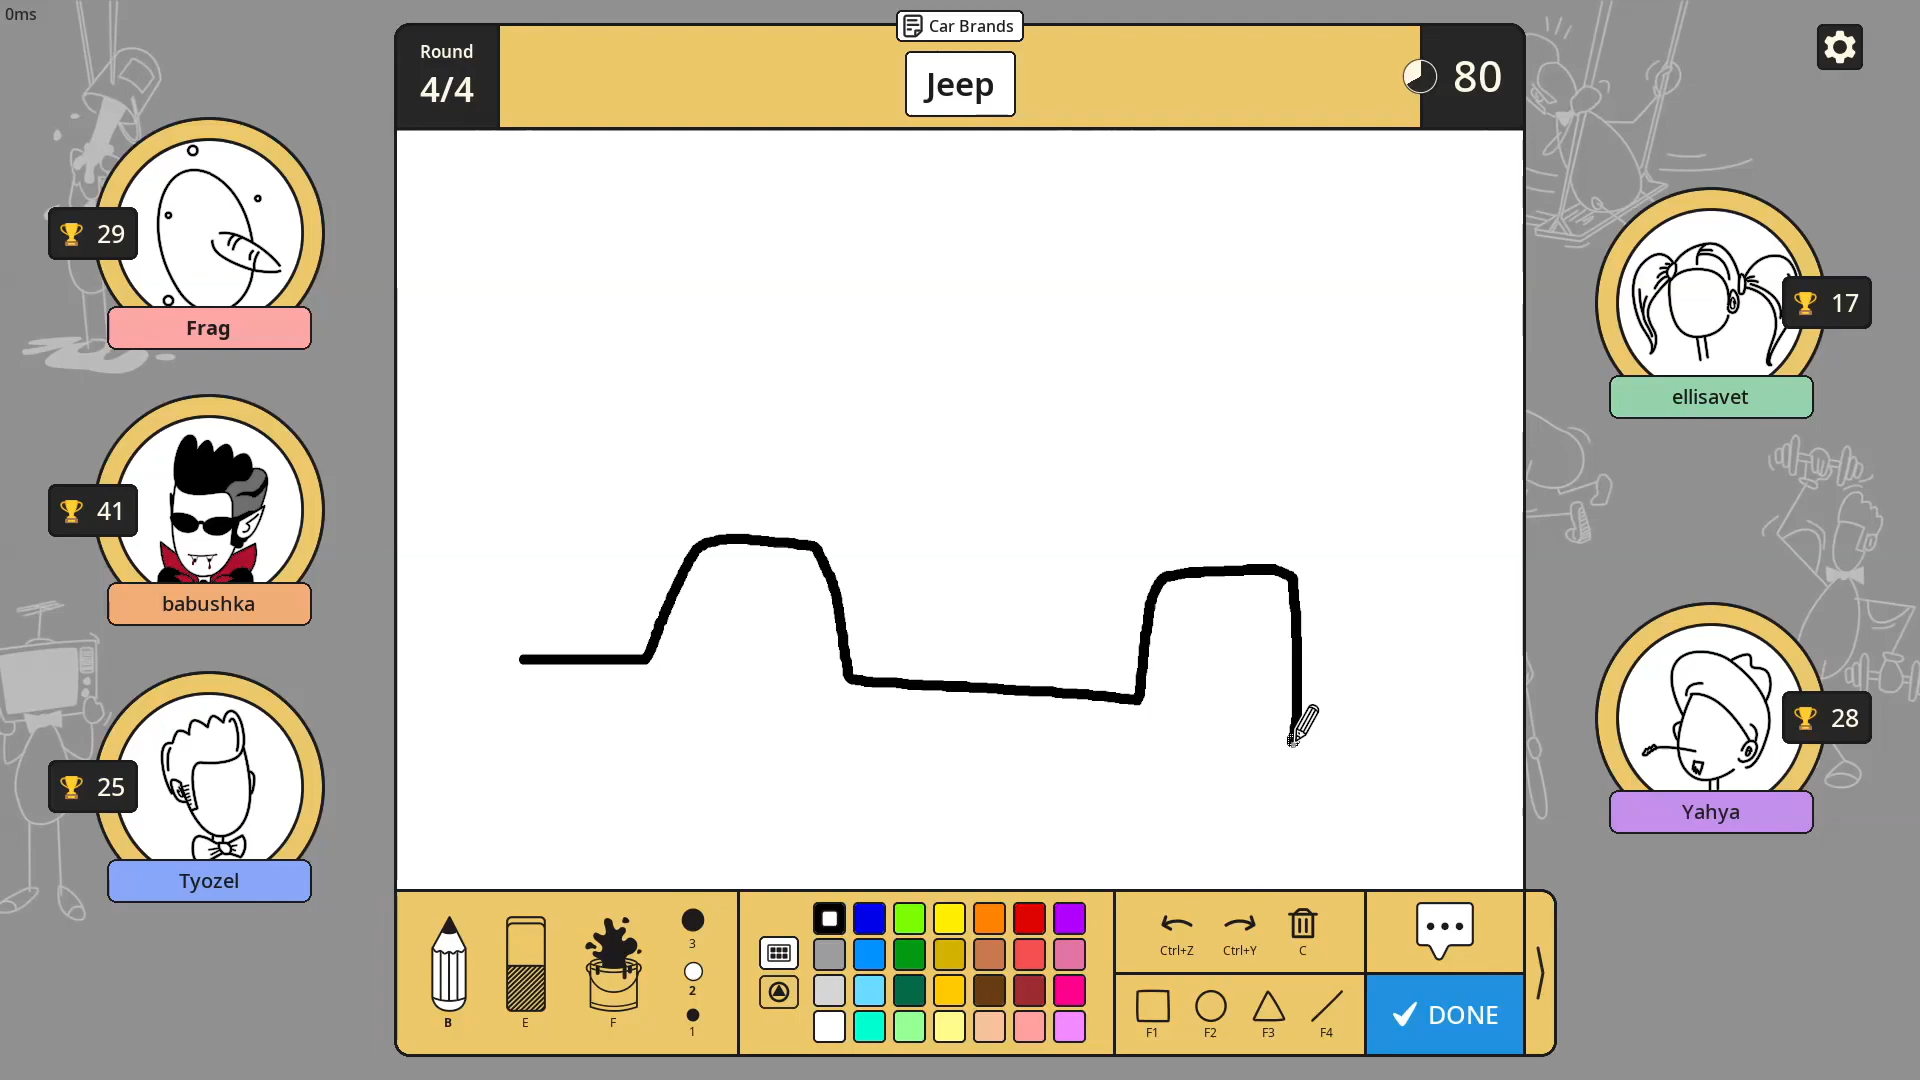 0ms
Car Brands
Round
4/4
Jeep
80
29
Frag
17
ellisavet
41
babushka
28
Yahya
25
Tyozel
3
2
1
B
E
F
Ctrl+Z
Ctrl+Y
C
F1
F2
F3
F4
DONE